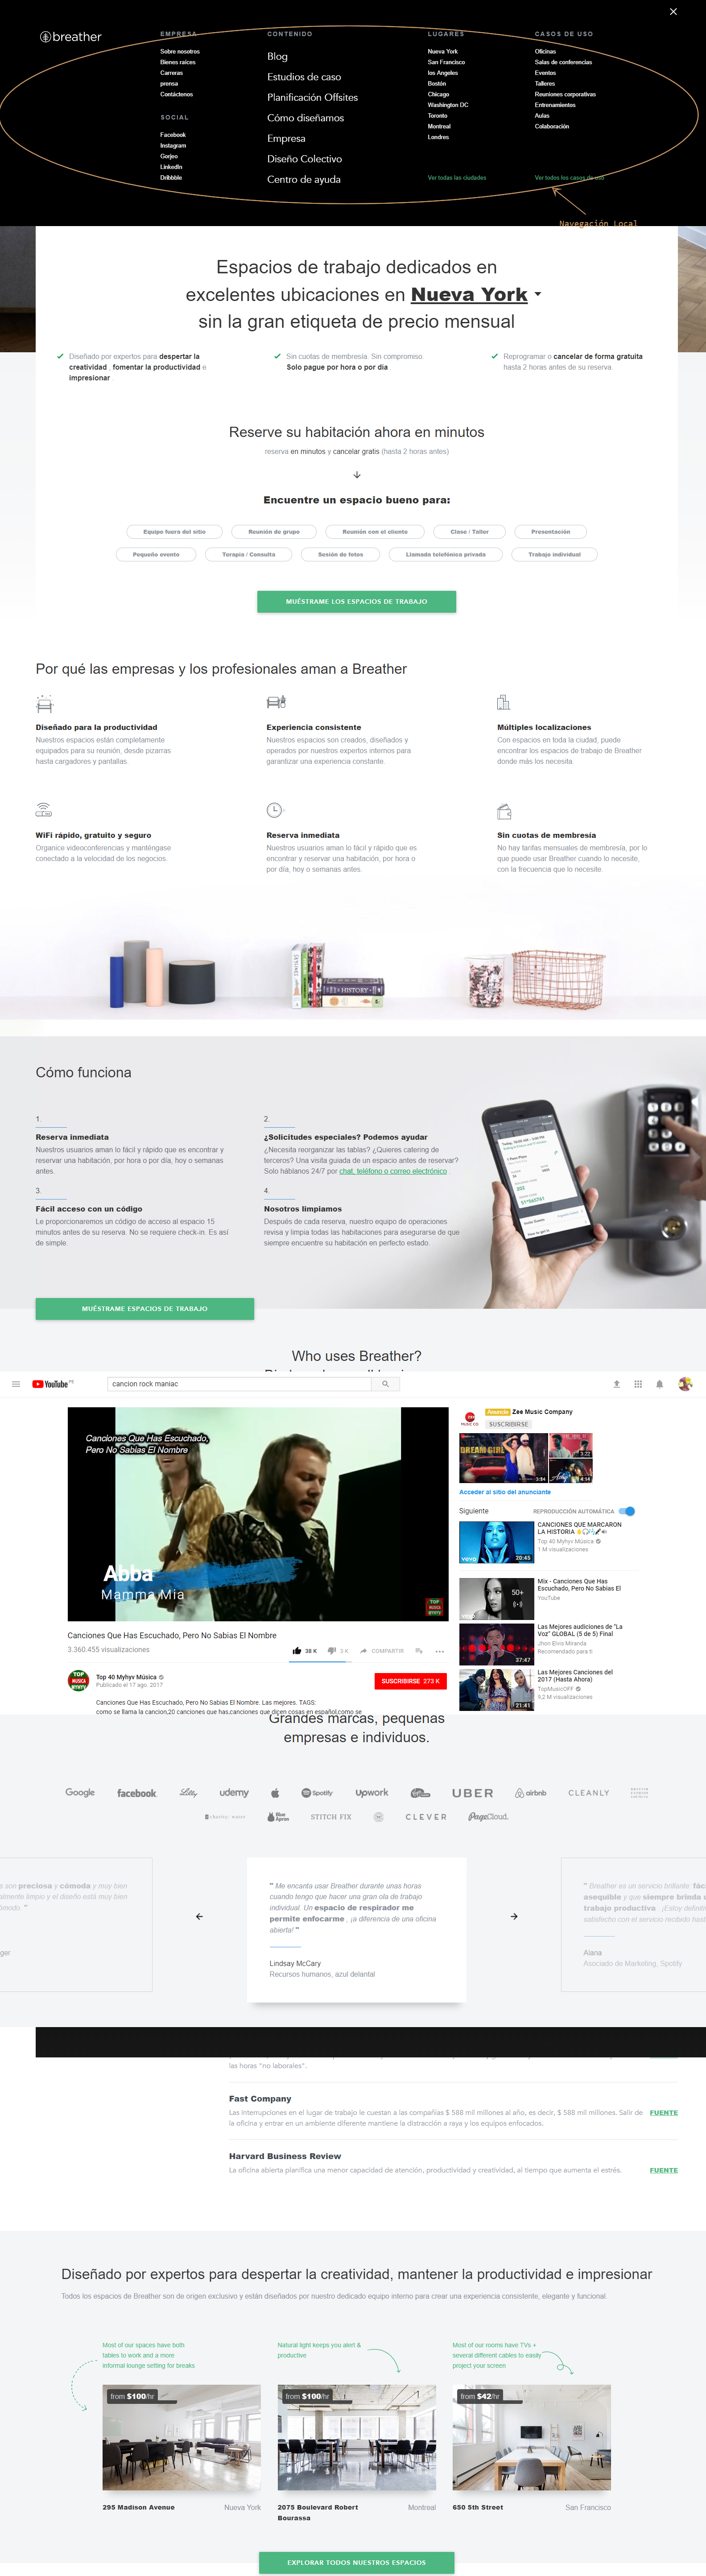 breather
EMPRESA
Sobre nosotros
Bienes raíces
Carreras
prensa
Contáctenos
SOCIAL
Facebook
Instagram
Gorjeo
LinkedIn
Dribbble
CONTENIDO
Blog
Estudios de caso
Planificación Offsites
Cómo diseñamos
Empresa
Diseño Colectivo
Centro de ayuda
LUGARES
Nueva York
San Francisco
los Angeles
Bostón
Chicago
Washington DC
Toronto
Montreal
Londres
Ver todas las ciudades
CASOS DE USO
Oficinas
Salas de conferencias
Eventos
Talleres
Reuniones corporativas
Entrenamientos
Aulas
Colaboración
Ver todos los casos de uso
Navegación Local
Espacios de trabajo dedicados en
excelentes ubicaciones en Nueva York
sin la gran etiqueta de precio mensual
Diseñado por expertos para despertar la
creatividad , fomentar la productividad e
impresionar .
Sin cuotas de membresía. Sin compromiso.
Solo pague por hora o por día .
Reprogramar o cancelar de forma gratuita
hasta 2 horas antes de su reserva.
Reserve su habitación ahora en minutos
reserva en minutos y cancelar gratis (hasta 2 horas antes)
Encuentre un espacio bueno para:
Equipo fuera del sitio
Reunión de grupo
Reunión con el cliente
Clase / Taller
Presentación
Pequeño evento
Terapia / Consulta
Sesión de fotos
Llamada telefónica privada
Trabajo individual
MUÉSTRAME LOS ESPACIOS DE TRABAJO
Por qué las empresas y los profesionales aman a Breather
Diseñado para la productividad
Nuestros espacios están completamente
equipados para su reunión, desde pizarras
hasta cargadores y pantallas.
Experiencia consistente
Nuestros espacios son creados, diseñados y
operados por nuestros expertos internos para
garantizar una experiencia constante.
Múltiples localizaciones
Con espacios en toda la ciudad, puede
encontrar los espacios de trabajo de Breather
donde más los necesita.
WiFi rápido, gratuito y seguro
Organice videoconferencias y manténgase
conectado a la velocidad de los negocios.
Reserva inmediata
Nuestros usuarios aman lo fácil y rápido que es
encontrar y reservar una habitación, por hora o
por día, hoy o semanas antes.
Sin cuotas de membresía
No hay tarifas mensuales de membresía, por lo
que puede usar Breather cuando lo necesite,
con la frecuencia que lo necesite.
HISTORY
Cómo funciona
1.
Reserva inmediata
Nuestros usuarios aman lo fácil y rápido que es encontrar y
reservar una habitación, por hora o por día, hoy o semanas
antes.
2.
¿Solicitudes especiales? Podemos ayudar
¿Necesita reorganizar las tablas? ¿Quieres catering de
terceros? Una visita guiada de un espacio antes de reservar?
Solo háblanos 24/7 por chat, teléfono o correo electrónico .
3.
Fácil acceso con un código
Le proporcionaremos un código de acceso al espacio 15
minutos antes de su reserva. No se requiere check-in. Es así
de simple.
4.
Nosotros limpiamos
Después de cada reserva, nuestro equipo de operaciones
revisa y limpia todas las habitaciones para asegurarse de que
siempre encuentre su habitación en perfecto estado.
MUÉSTRAME ESPACIOS DE TRABAJO
Who uses Breather?
YouTube PE
cancion rock maniac
Canciones Que Has Escuchado,
Pero No Sabias El Nombre
Abba
Mamma Mia
TOP
MUSICA
MYHYV
Canciones Que Has Escuchado, Pero No Sabias El Nombre
3.360.455 visualizaciones
38 K
3 K
COMPARTIR
TOP
MUSICA
MYHYV
Top 40 Myhyv Música
Publicado el 17 ago. 2017
SUSCRIBIRSE 273 K
Canciones Que Has Escuchado, Pero No Sabias El Nombre. Las mejores. TAGS:
como se llama la cancion,20 canciones que has,canciones que dicen cosas en español,como se
Anuncio Zee Music Company
SUSCRIBIRSE
DREAM GIRL
3:14
3:22
4:14
Acceder al sitio del anunciante
Siguiente
REPRODUCCIÓN AUTOMÁTICA
vevo
20:45
CANCIONES QUE MARCARON
LA HISTORIA
Top 40 Myhyv Música
1 M visualizaciones
50+
Mix - Canciones Que Has
Escuchado, Pero No Sabias El
YouTube
37:47
Las Mejores audiciones de "La
Voz" GLOBAL (5 de 5) Final
Jhon Elvis Miranda
Recomendado para ti
21:41
Las Mejores Canciones del
2017 (Hasta Ahora)
TopMusicOFF
9,2 M visualizaciones
Grandes marcas, pequeñas
empresas e individuos.
Google
facebook
udemy
Spotify
Upwork
UBER
airbnb
CLEANLY
charity: water
Blue
Apron
STITCH FIX
CLEVER
PageCloud.
s son preciosa y cómoda y muy bien
almente limpio y el diseño está muy bien
ómodo. "
ger
" Me encanta usar Breather durante unas horas
cuando tengo que hacer una gran ola de trabajo
individual. Un espacio de respirador me
permite enfocarme , ¡a diferencia de una oficina
abierta! "
Lindsay McCary
Recursos humanos, azul delantal
" Breather es un servicio brillante fác
asequible y que siempre brinda u
trabajo productiva . ¡Estoy definiti
satisfecho con el servicio recibido hast
Alana
Asociado de Marketing, Spotify
las horas "no laborales".
Fast Company
Las interrupciones en el lugar de trabajo le cuestan a las compañías $ 588 mil millones al año, es decir, $ 588 mil millones. Salir de
la oficina y entrar en un ambiente diferente mantiene la distracción a raya y los equipos enfocados.
FUENTE
Harvard Business Review
La oficina abierta planifica una menor capacidad de atención, productividad y creatividad, al tiempo que aumenta el estrés.
FUENTE
Diseñado por expertos para despertar la creatividad, mantener la productividad e impresionar
Todos los espacios de Breather son de origen exclusivo y están diseñados por nuestro dedicado equipo interno para crear una experiencia consistente, elegante y funcional.
Most of our spaces have both
tables to work and a more
informal lounge setting for breaks
Natural light keeps you alert &
productive
Most of our rooms have TVs +
several different cables to easily
project your screen
from $100/hr
from $100/hr
from $42/hr
295 Madison Avenue
Nueva York
2075 Boulevard Robert
Bourassa
Montreal
650 5th Street
San Francisco
EXPLORAR TODOS NUESTROS ESPACIOS